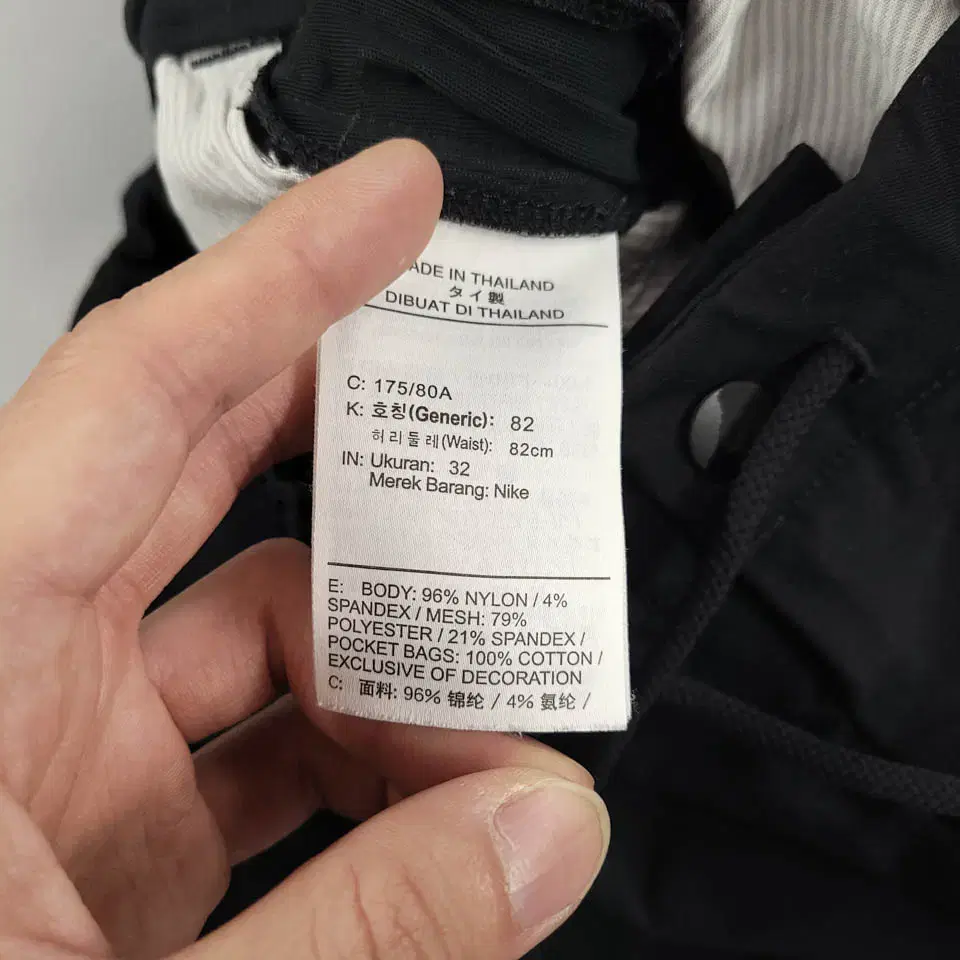 ADE IN THAILAND
タイ製
DIBUAT DI THAILAND
C: 175/80A
K: 호칭(Generic): 82
허리둘레(Waist): 82cm
IN: Ukuran: 32
Merek Barang: Nike
E: BODY: 96% NYLON / 4%
SPANDEX / MESH: 79%
POLYESTER / 21% SPANDEX /
POCKET BAGS: 100% COTTON /
EXCLUSIVE OF DECORATION
C: 面料: 96% 锦纶 / 4% 氨纶 /